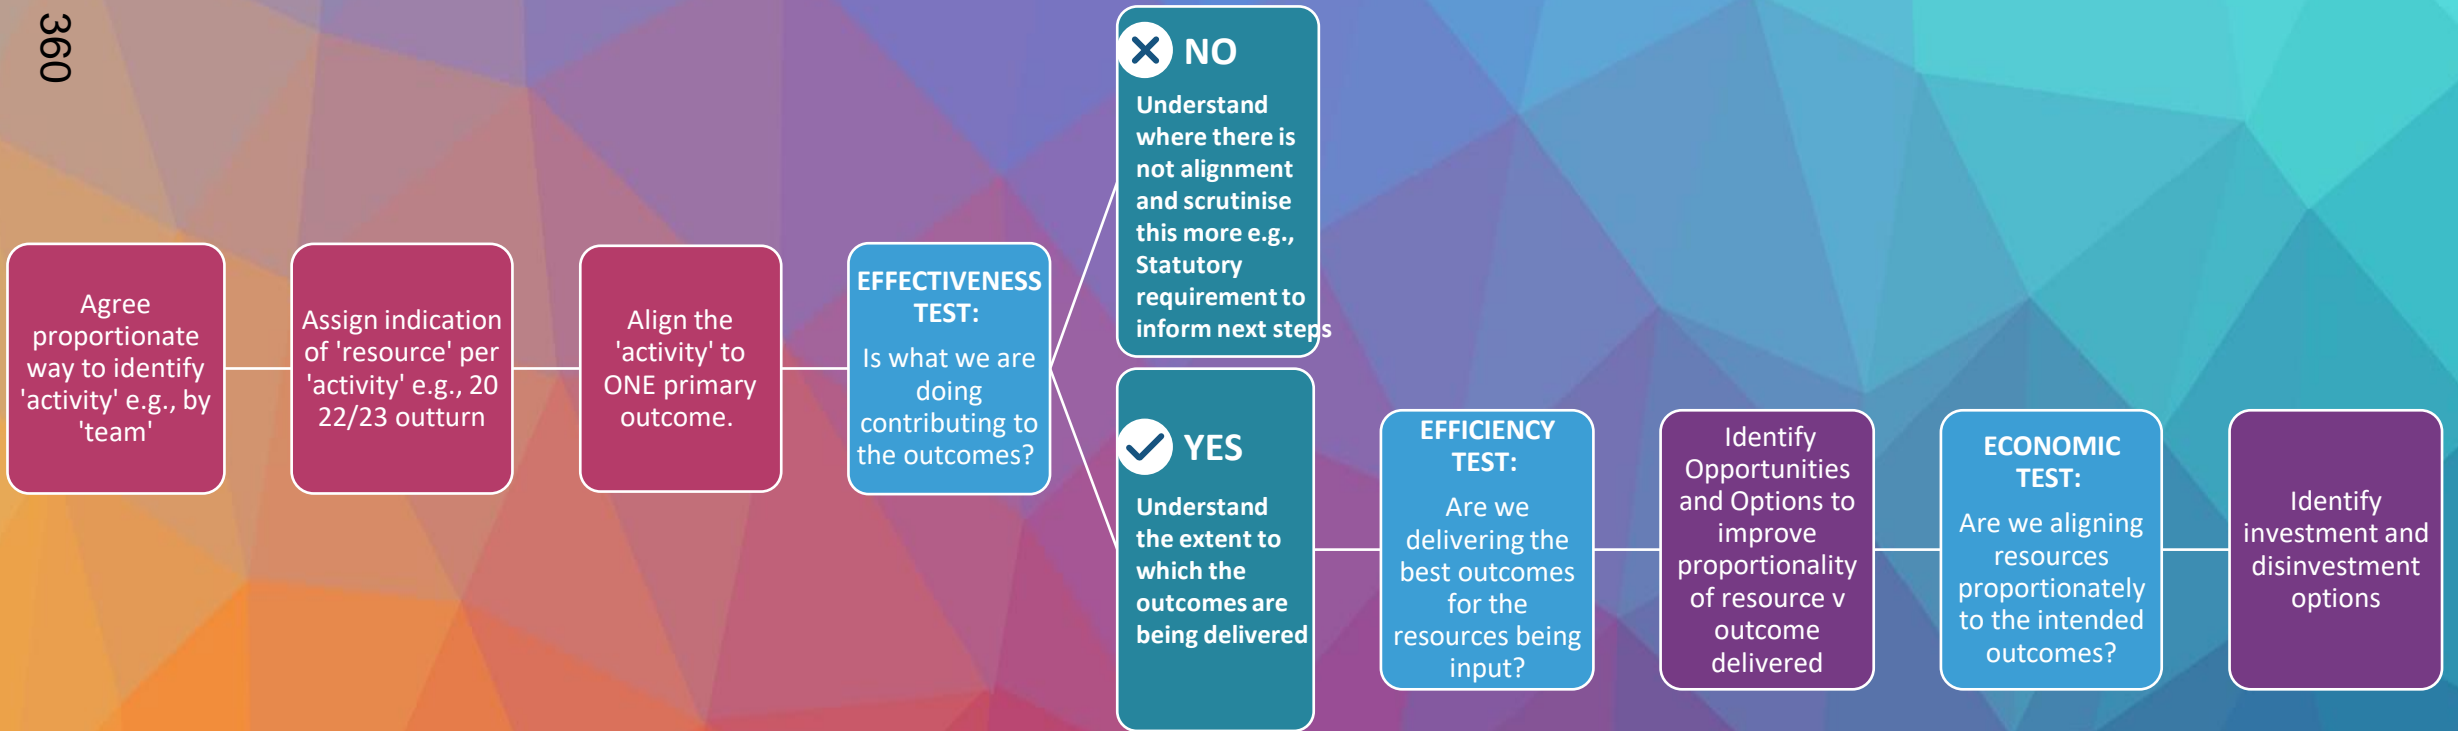 360
Agree
proportionate
way to identify
'activity' e.g., by
'team'
Assign indication
of 'resource' per
'activity' e.g., 20
22/23 outturn
Align the
'activity' to
ONE primary
outcome.
EFFECTIVENESS
TEST:
Is what we are
doing
contributing to
the outcomes?
NO
Understand
where there is
not alignment
and scrutinise
this more e.g.,
Statutory
requirement to
inform next steps
YES
Understand
the extent to
which the
outcomes are
being delivered
EFFICIENCY
TEST:
Are we
delivering the
best outcomes
for the
resources being
input?
Identify
Opportunities
and Options to
improve
proportionality
of resource v
outcome
delivered
ECONOMIC
TEST:
Are we aligning
resources
proportionately
to the intended
outcomes?
Identify
investment and
disinvestment
options